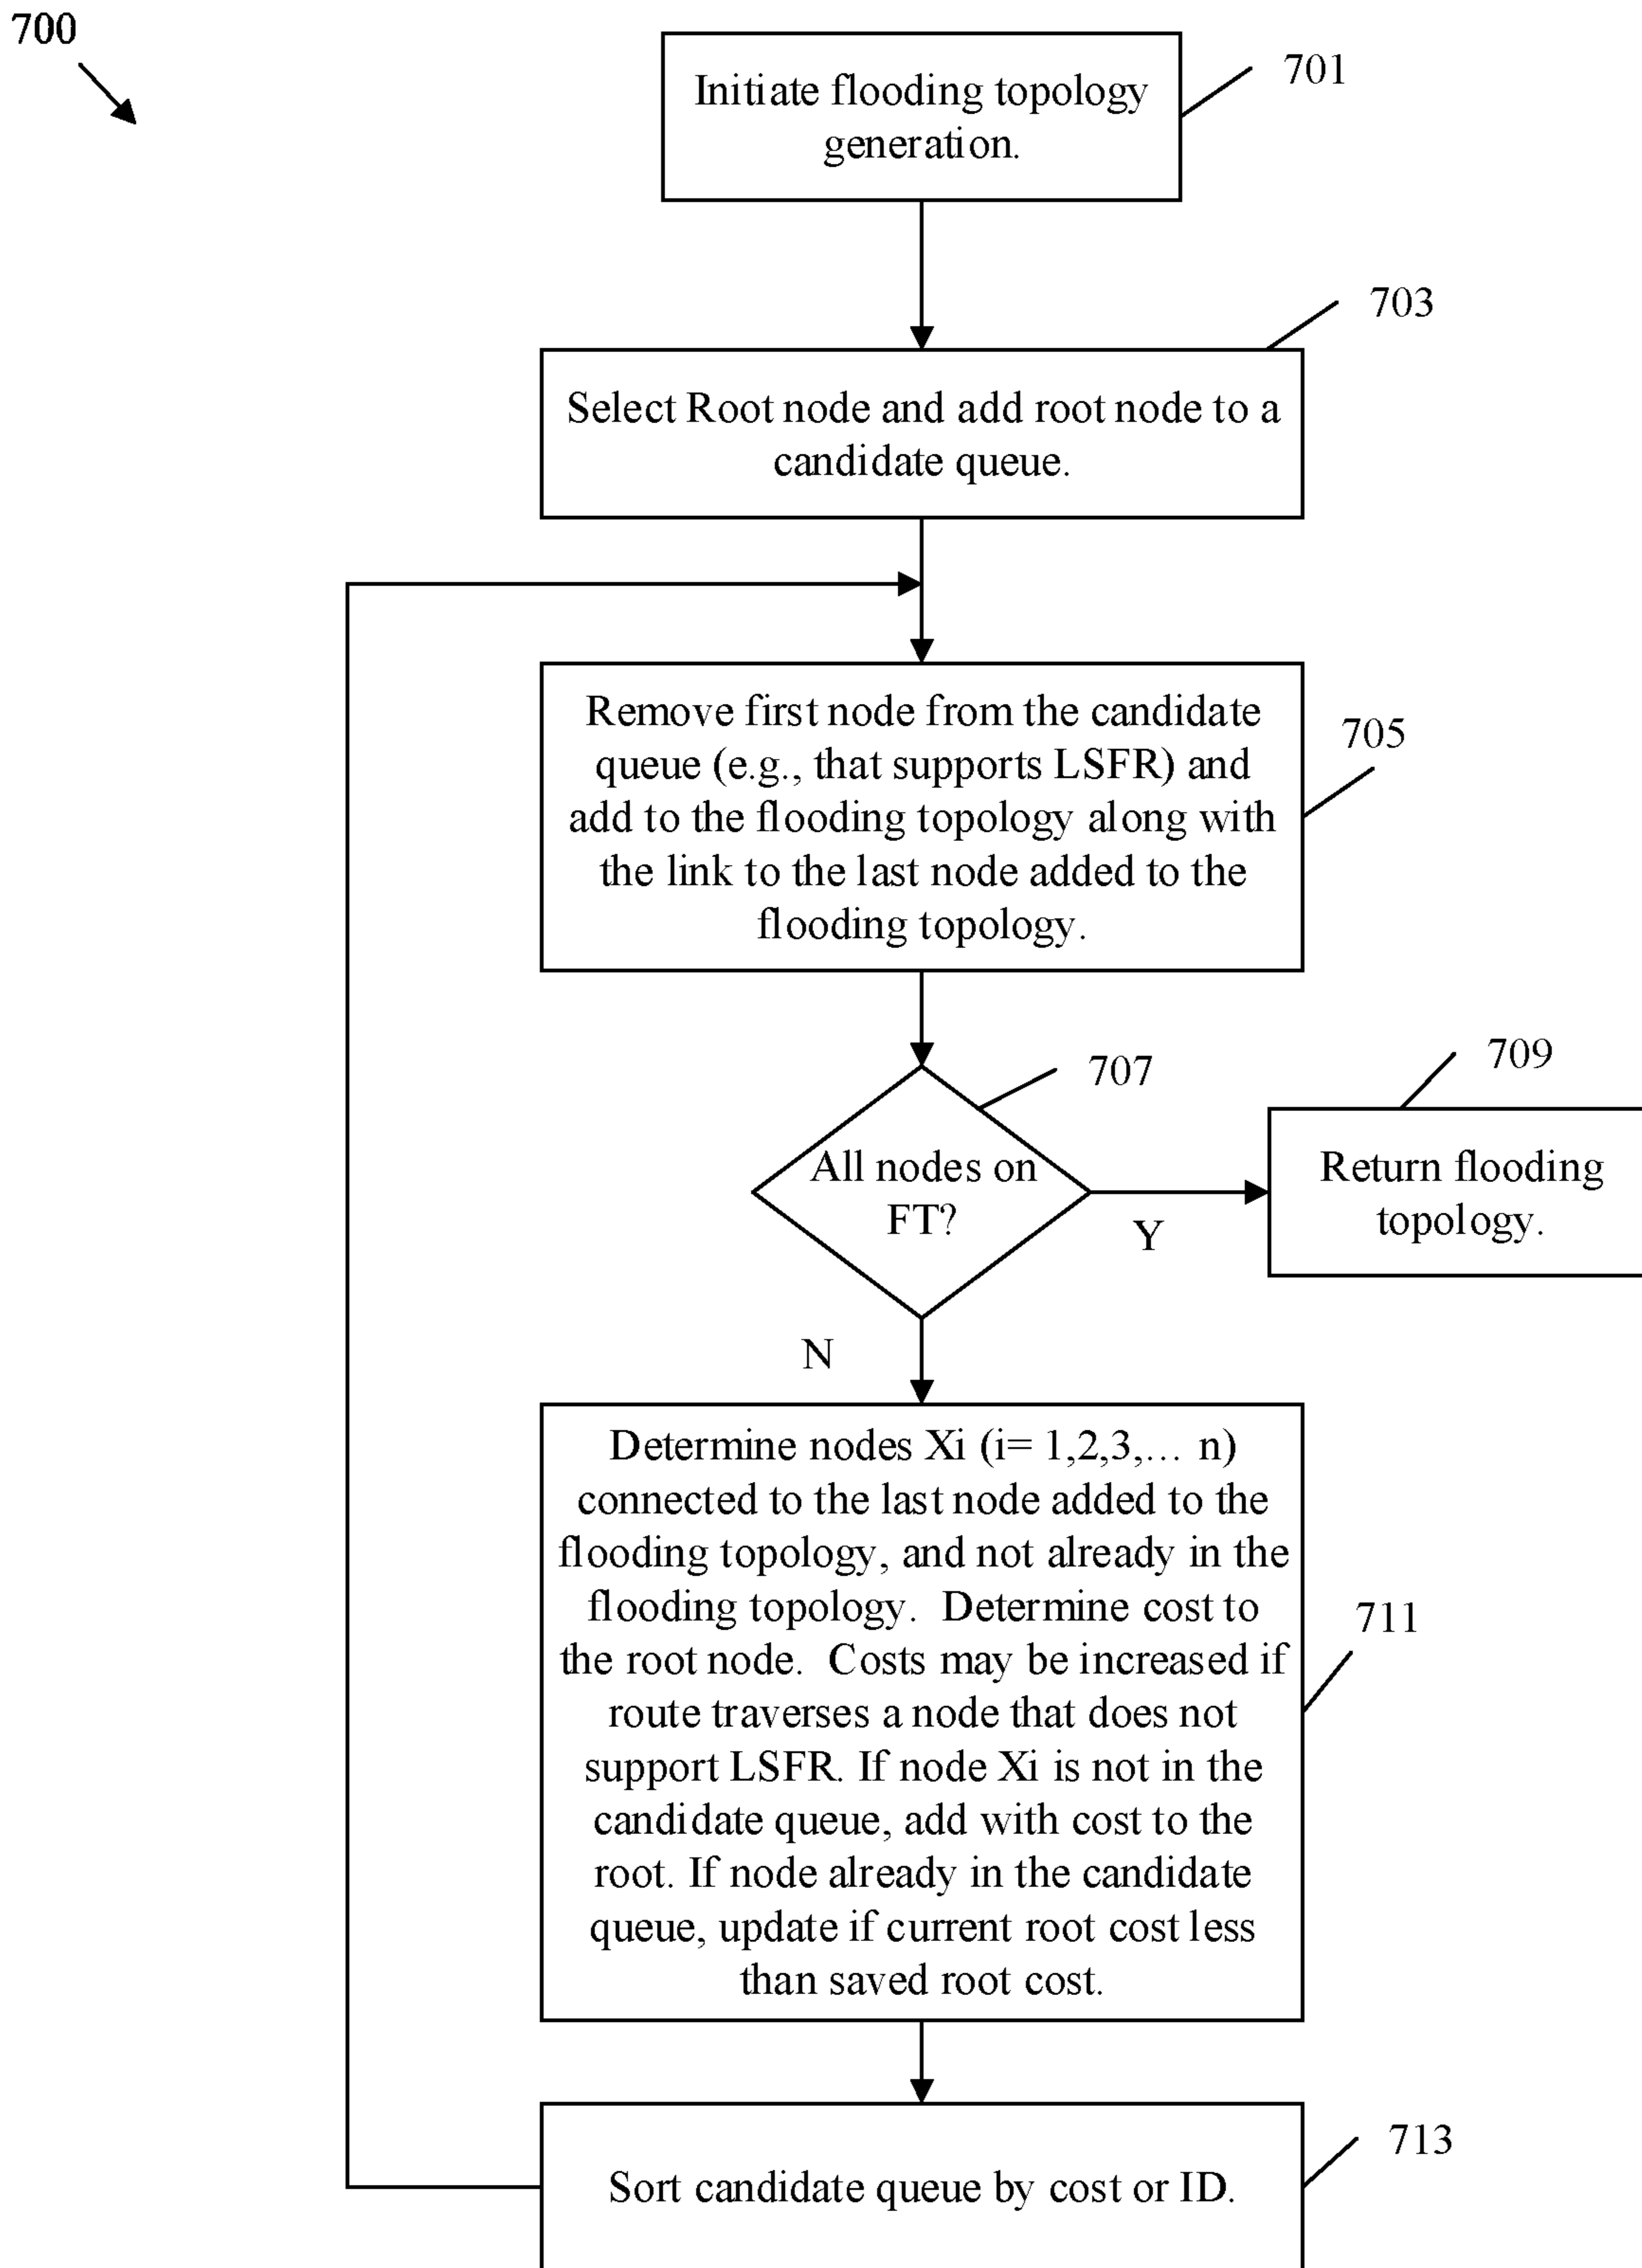 700
Initiate flooding topology
generation.
701
703
Select Root node and add root node to a
candidate queue.
Remove first node from the candidate
queue (e.g., that supports LSFR) and
add to the flooding topology along with
the link to the last node added to the
flooding topology.
705
707
All nodes on
FT?
Y
709
Return flooding
topology.
N
Determine nodes Xi (i= 1,2,3,... n)
connected to the last node added to the
flooding topology, and not already in the
flooding topology.  Determine cost to
the root node.  Costs may be increased if
route traverses a node that does not
support LSFR. If node Xi is not in the
candidate queue, add with cost to the
root. If node already in the candidate
queue, update if current root cost less
than saved root cost.
711
Sort candidate queue by cost or ID.
713